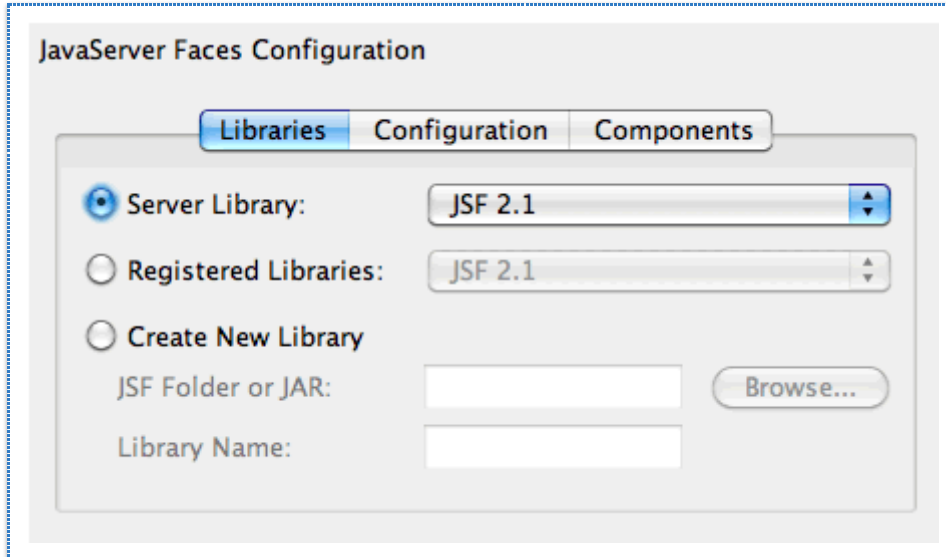 JavaServer Faces Configuration
Libraries Configuration Components
Server Library: JSF 2.1
Registered Libraries: JSF 2.1
Create New Library
JSF Folder or JAR: Browse...
Library Name: